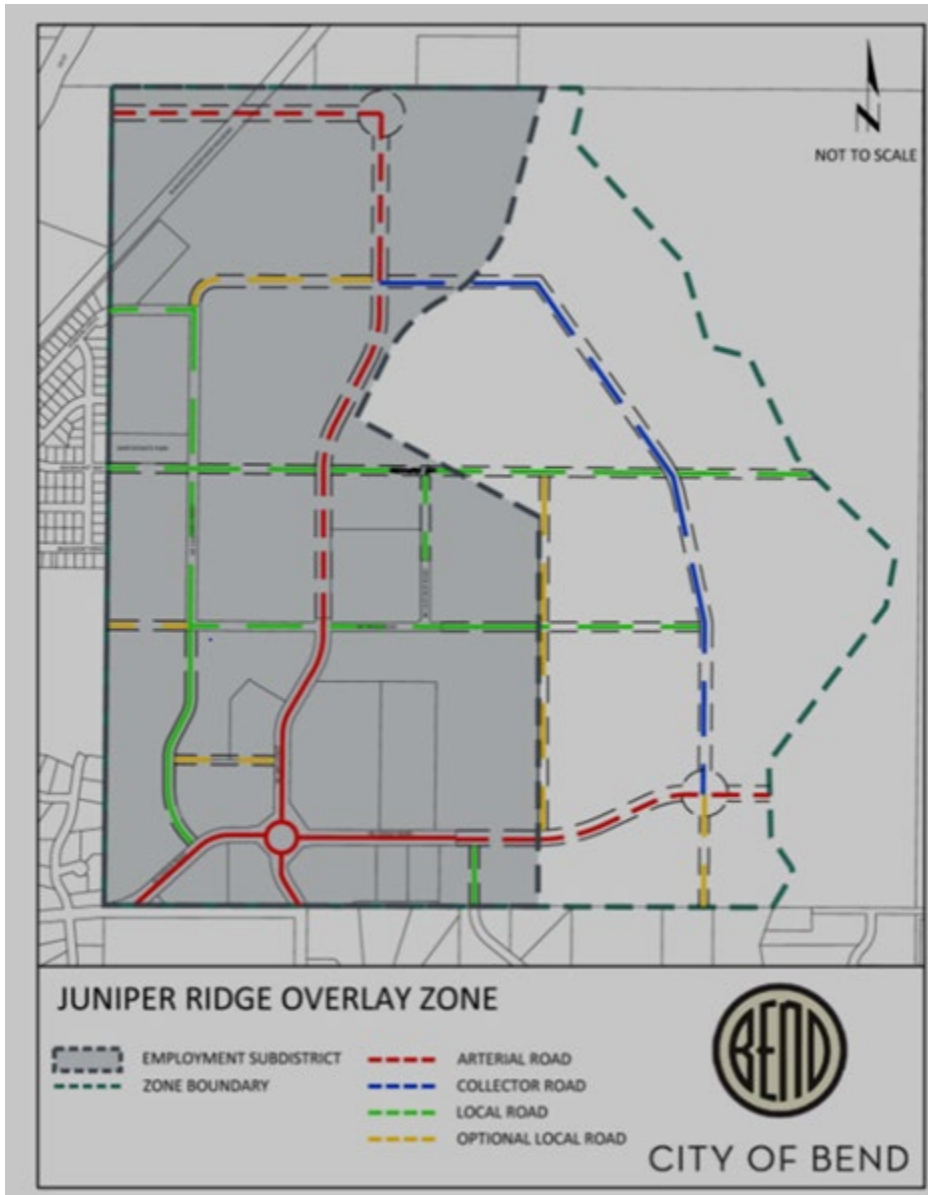 N
NOT TO SCALE
JUNIPER RIDGE OVERLAY ZONE
EMPLOYMENT SUBDISTRICT
ZONE BOUNDARY
ARTERIAL ROAD
COLLECTOR ROAD
LOCAL ROAD
OPTIONAL LOCAL ROAD
BEND
CITY OF BEND